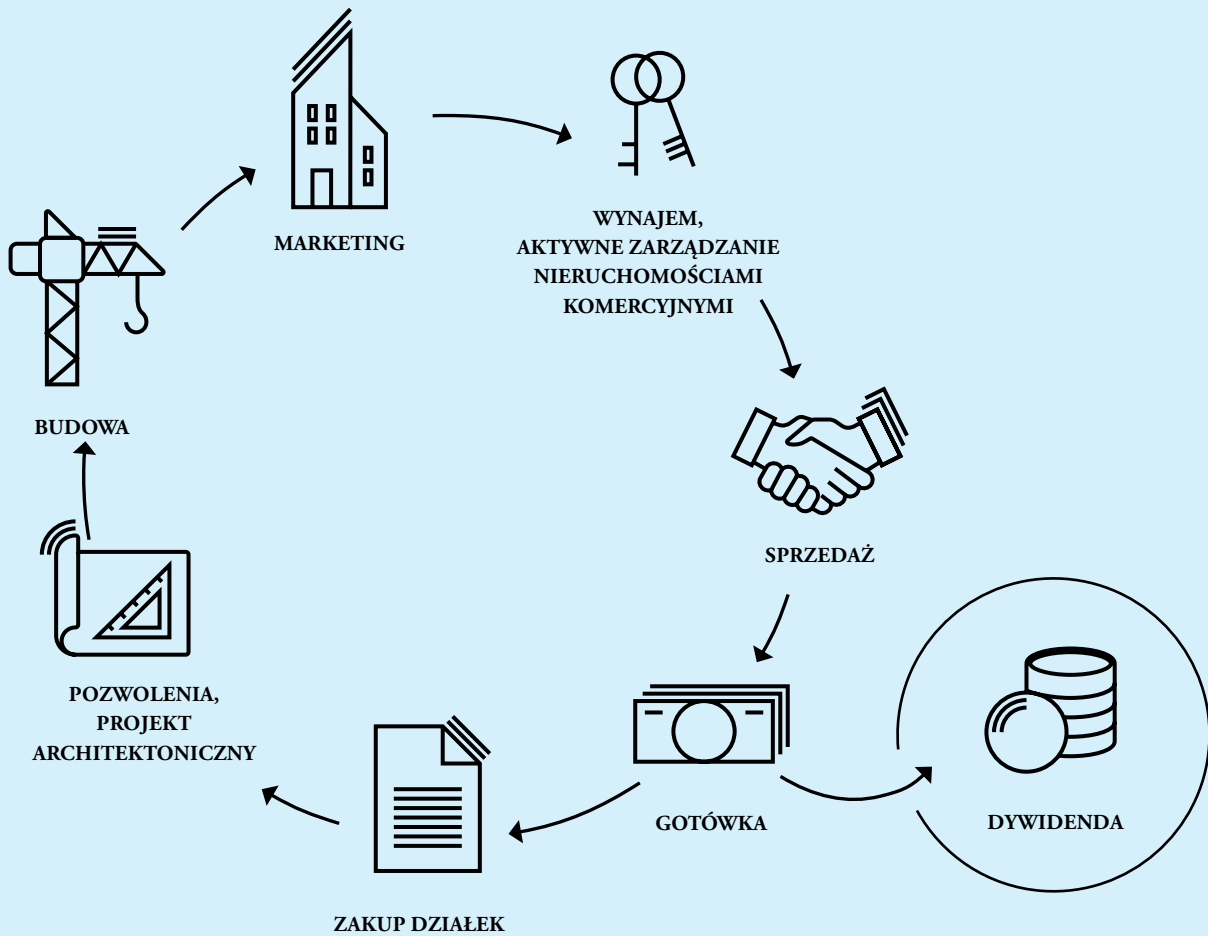 MARKETING
WYNAJEM,
AKTYWNE ZARZĄDZANIE
NIERUCHOMOŚCIAMI
KOMERCYJNYMI
BUDOWA
SPRZEDAŻ
POZWOLENIA,
PROJEKT
ARCHITEKTONICZNY
GOTÓWKA
DYWIDENDA
ZAKUP DZIAŁEK